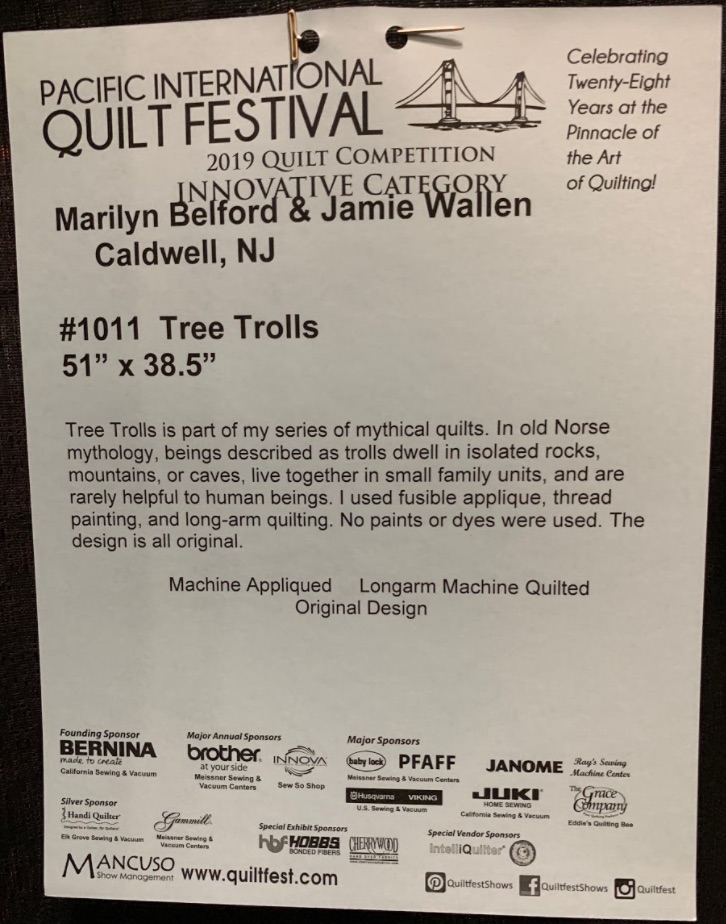 PACIFIC INTERNATIONAL
QUILT FESTIVAL
2019 QUILT COMPETITION
INNOVATIVE CATEGORY
Celebrating
Twenty-Eight
Years at the
Pinnacle of
the Art
of Quilting!
Marilyn Belford & Jamie Wallen
Caldwell, NJ
#1011 Tree Trolls
51" x 38.5"
Tree Trolls is part of my series of mythical quilts. In old Norse
mythology, beings described as trolls dwell in isolated rocks,
mountains, or caves, live together in small family units, and are
rarely helpful to human beings. I used fusible applique, thread
painting, and long-arm quilting. No paints or dyes were used. The
design is all original.
Machine Appliqued Longarm Machine Quilted
Original Design
Founding Sponsor
BERNINA
made to create
California Sewing & Vacuum
Major Annual Sponsors
brother
at your side
Meissner Sewing &
Vacuum Centers
INNOVA
Sew So Shop
Major Sponsors
baby lock PFAFF
Meissner Sewing & Vacuum Centers
Husqvarna VIKING
U.S. Sewing & Vacuum
JANOME
Ray's Sewing
Machine Center
JUKI
HOME SEWING
California Sewing & Vacuum
The Grace Company
Eddie's Quilting Bee
Silver Sponsor
Handi Quilter
Elk Grove Sewing & Vacuum
Gammill
Meissner Sewing &
Vacuum Centers
Special Exhibit Sponsors
hbf HOBBS
BONDED FIBERS
CHERRYWOOD
Special Vendor Sponsors
IntelliQuilter
MANCUSO
Show Management
www.quiltfest.com
QuiltfestShows QuiltfestShows Quiltfest